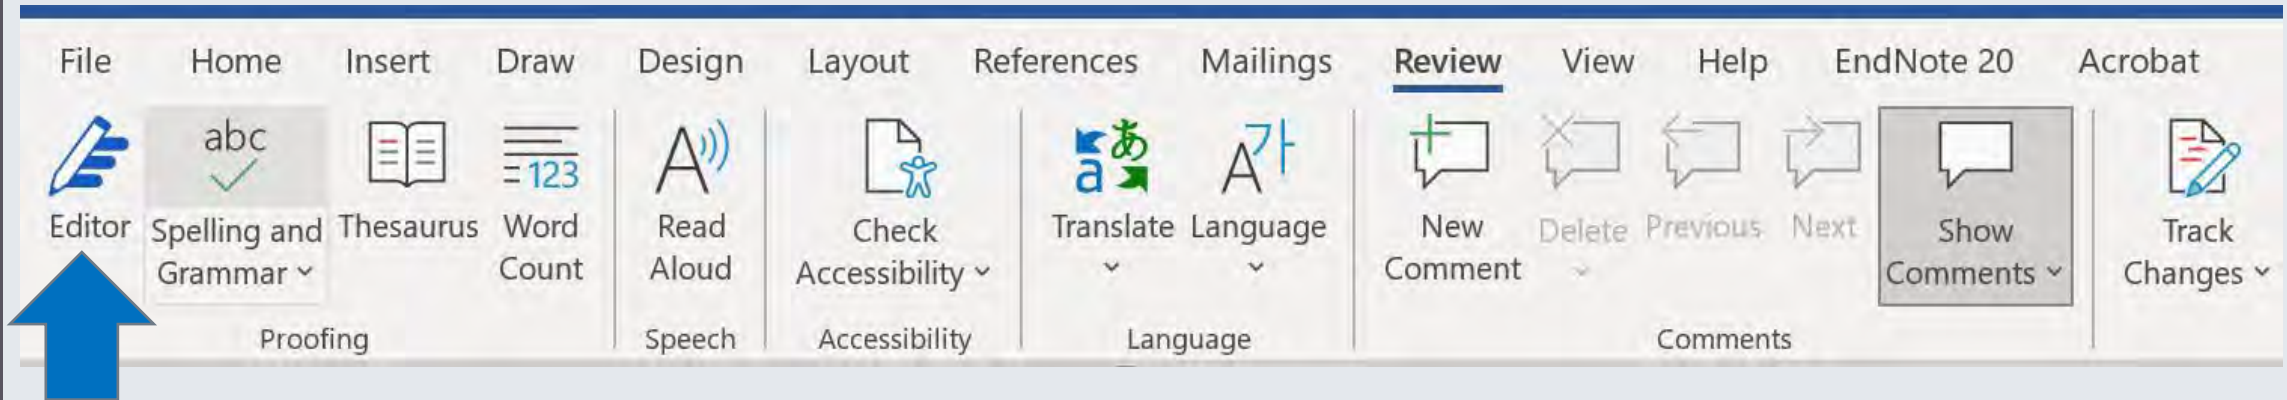 File Home Insert Draw Design Layout References Mailings Review View Help EndNote 20 Acrobat
abc
123
Editor
Spelling and
Grammar
Thesaurus
Word
Count
Proofing
A
Read
Aloud
Speech
Check
Accessibility
Accessibility
a あ
Translate
A가
Language
Language
New
Comment
Delete
Previous
Next
Show
Comments
Comments
Track
Changes